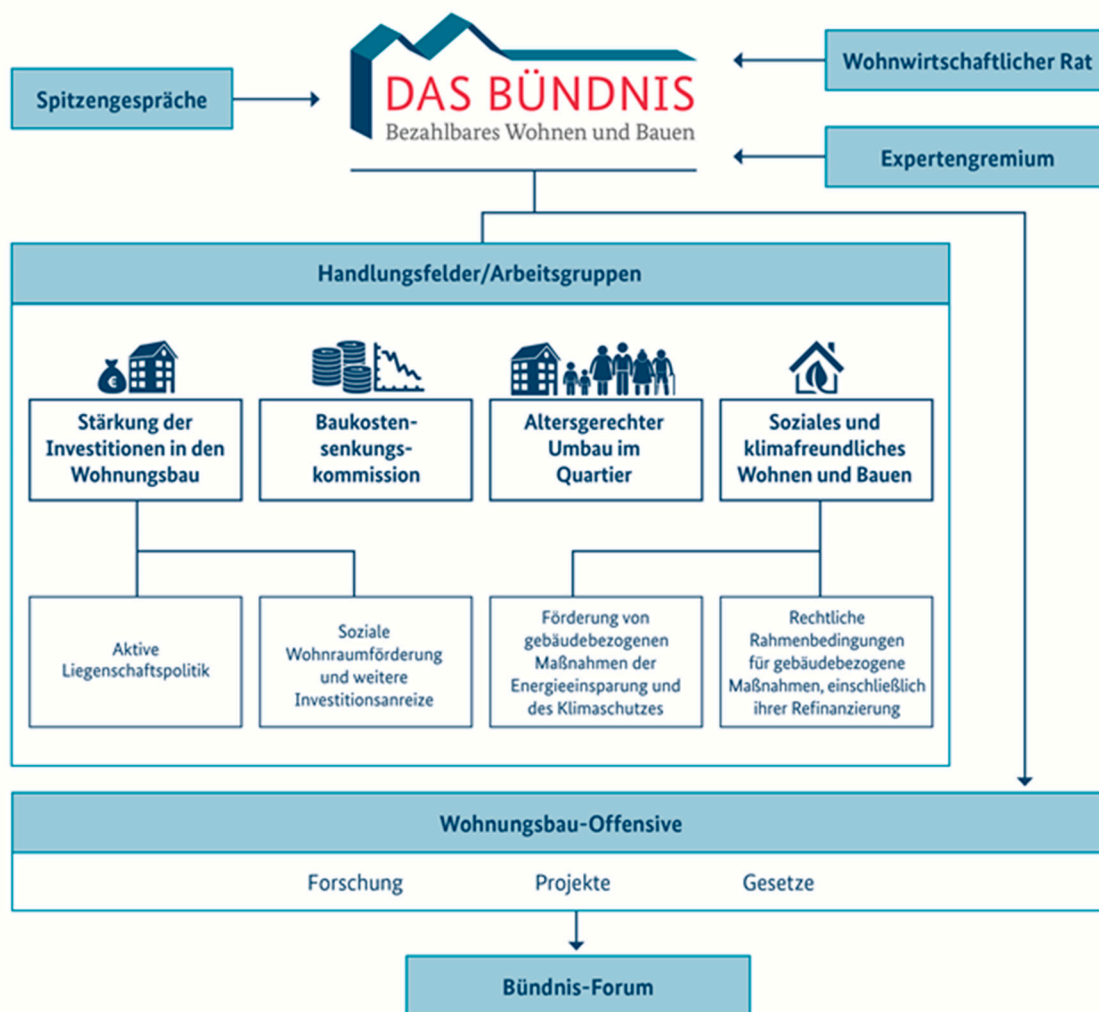 Spitzengespräche
DAS BÜNDNIS
Bezahlbares Wohnen und Bauen
Wohnwirtschaftlicher Rat
Expertengremium
Handlungsfelder/Arbeitsgruppen
€
Stärkung der
Investitionen in den
Wohnungsbau
Baukosten-
senkungs-
kommission
Altersgerechter
Umbau im
Quartier
Soziales und
klimafreundliches
Wohnen und Bauen
Aktive
Liegenschaftspolitik
Soziale
Wohnraumförderung
und weitere
Investitionsanreize
Förderung von
gebäudebezogenen
Maßnahmen der
Energieeinsparung und
des Klimaschutzes
Rechtliche
Rahmenbedingungen
für gebäudebezogene
Maßnahmen, einschließlich
ihrer Refinanzierung
Wohnungsbau-Offensive
Forschung Projekte Gesetze
Bündnis-Forum